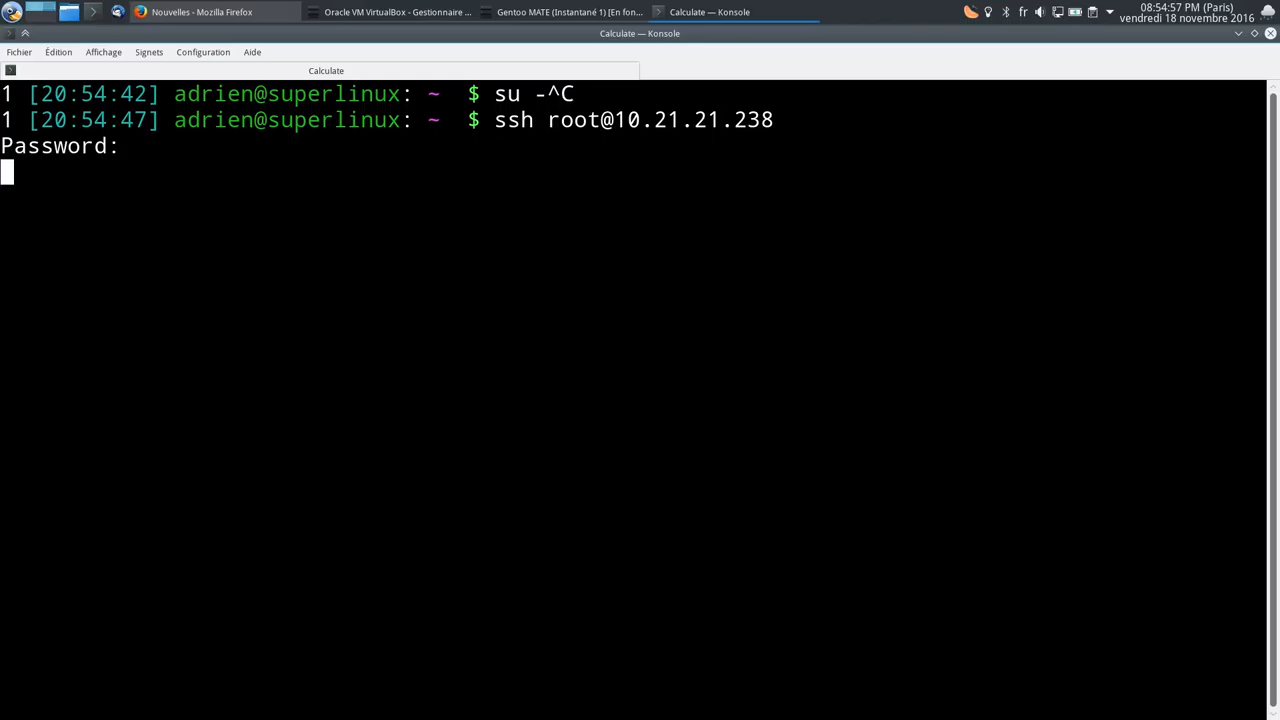 Nouvelles - Mozilla Firefox
Oracle VM VirtualBox - Gestionnaire ...
Gentoo MATE (Instantané 1) [En fon...
Calculate — Konsole
fr
08:54:57 PM (Paris)
vendredi 18 novembre 2016
Calculate — Konsole
Fichier Édition Affichage Signets Configuration Aide
Calculate
1 [20:54:42] adrien@superlinux: ~ $ su -^C
1 [20:54:47] adrien@superlinux: ~ $ ssh root@10.21.21.238
Password: